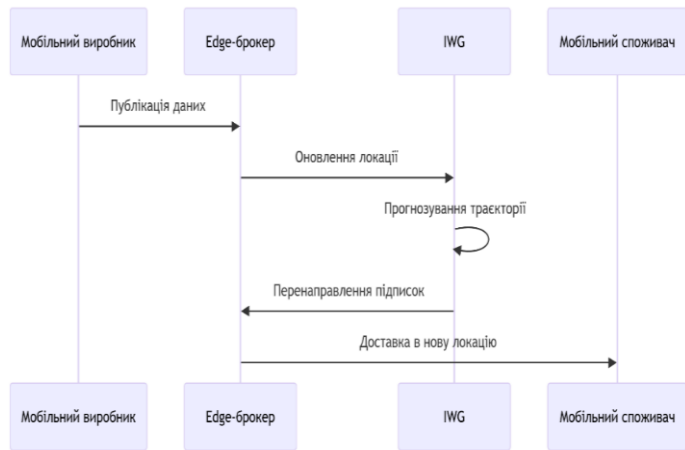 Мобільний виробник
Edge-брокер
IWG
Мобільний споживач
Публікація даних
Оновлення локації
Прогнозування траєкторії
Перенаправлення підписок
Доставка в нову локацію
Мобільний виробник
Edge-брокер
IWG
Мобільний споживач